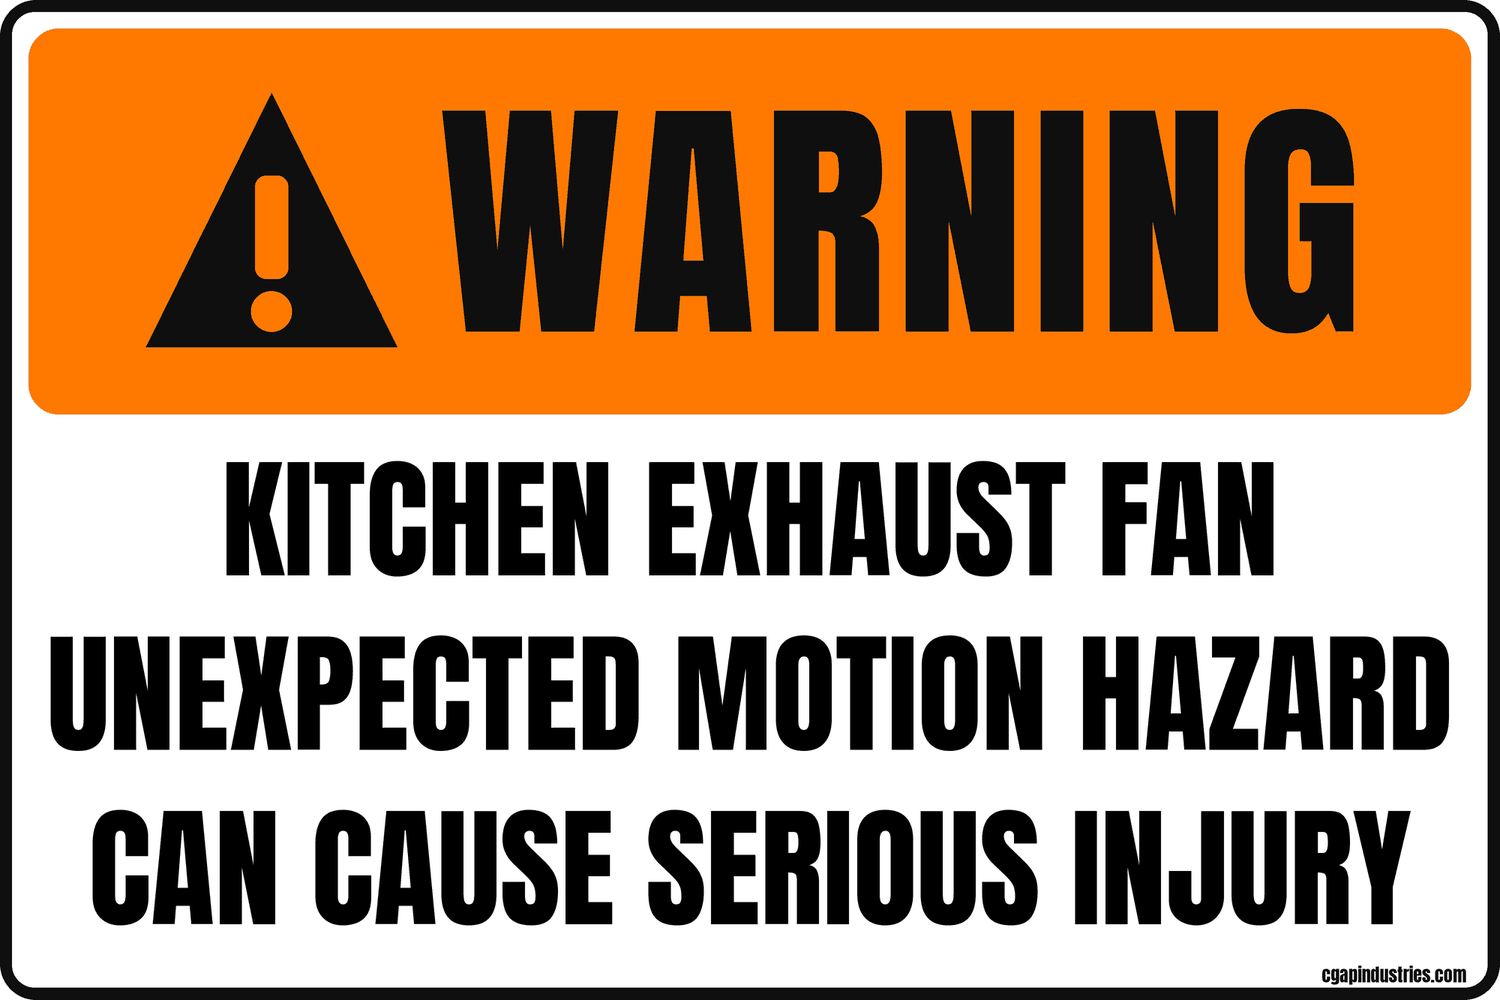 WARNING
KITCHEN EXHAUST FAN
UNEXPECTED MOTION HAZARD
CAN CAUSE SERIOUS INJURY
cgapindustries.com